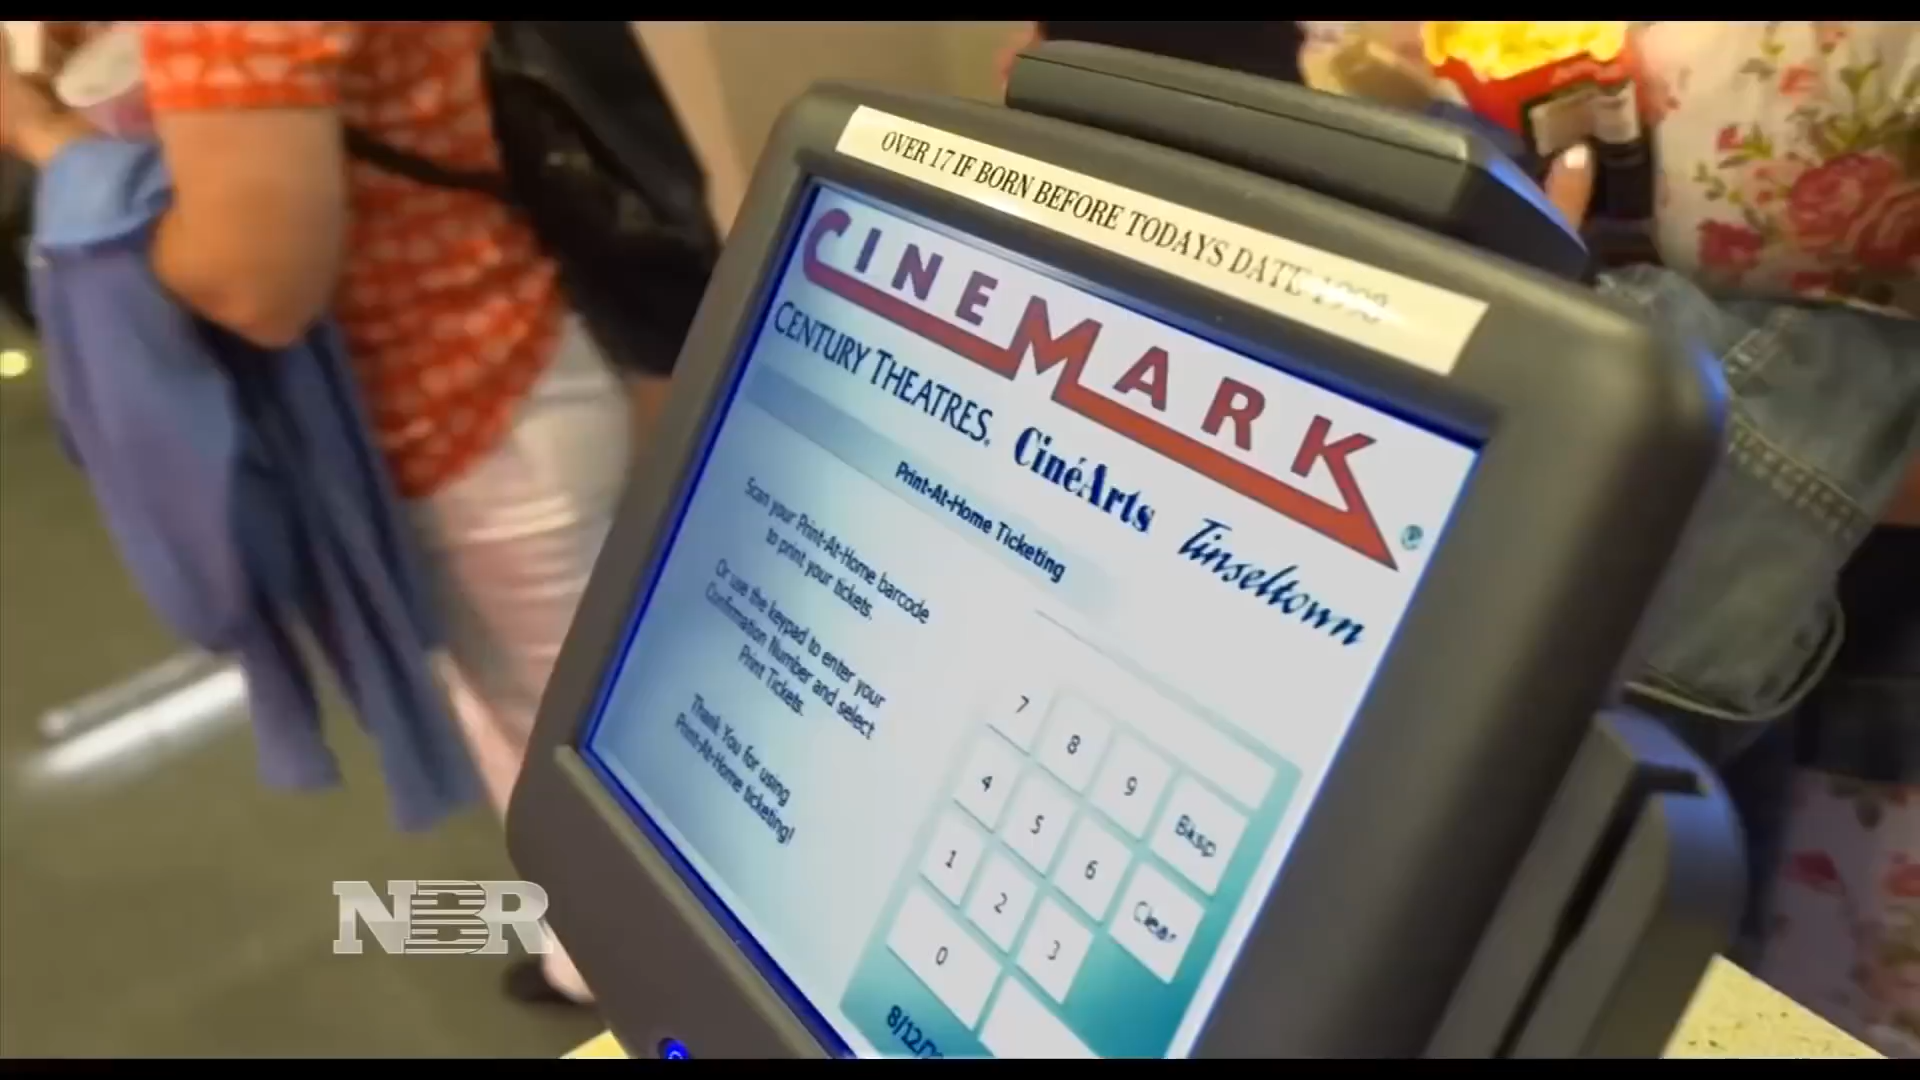 OVER 17 IF BORN BEFORE TODAYS DATE 1998
CINEMARK
CENTURY THEATRES. CinéArts Tinseltown
Print-At-Home Ticketing
Scan your Print-At-Home barcode
to print your tickets.
Or use the keypad to enter your
Confirmation Number and select
Print Tickets.
Thank You for using
Print-At-Home ticketing!
7 8 9 Bksp
4 5 6 Clear
1 2 3
0
8/12/
NBR